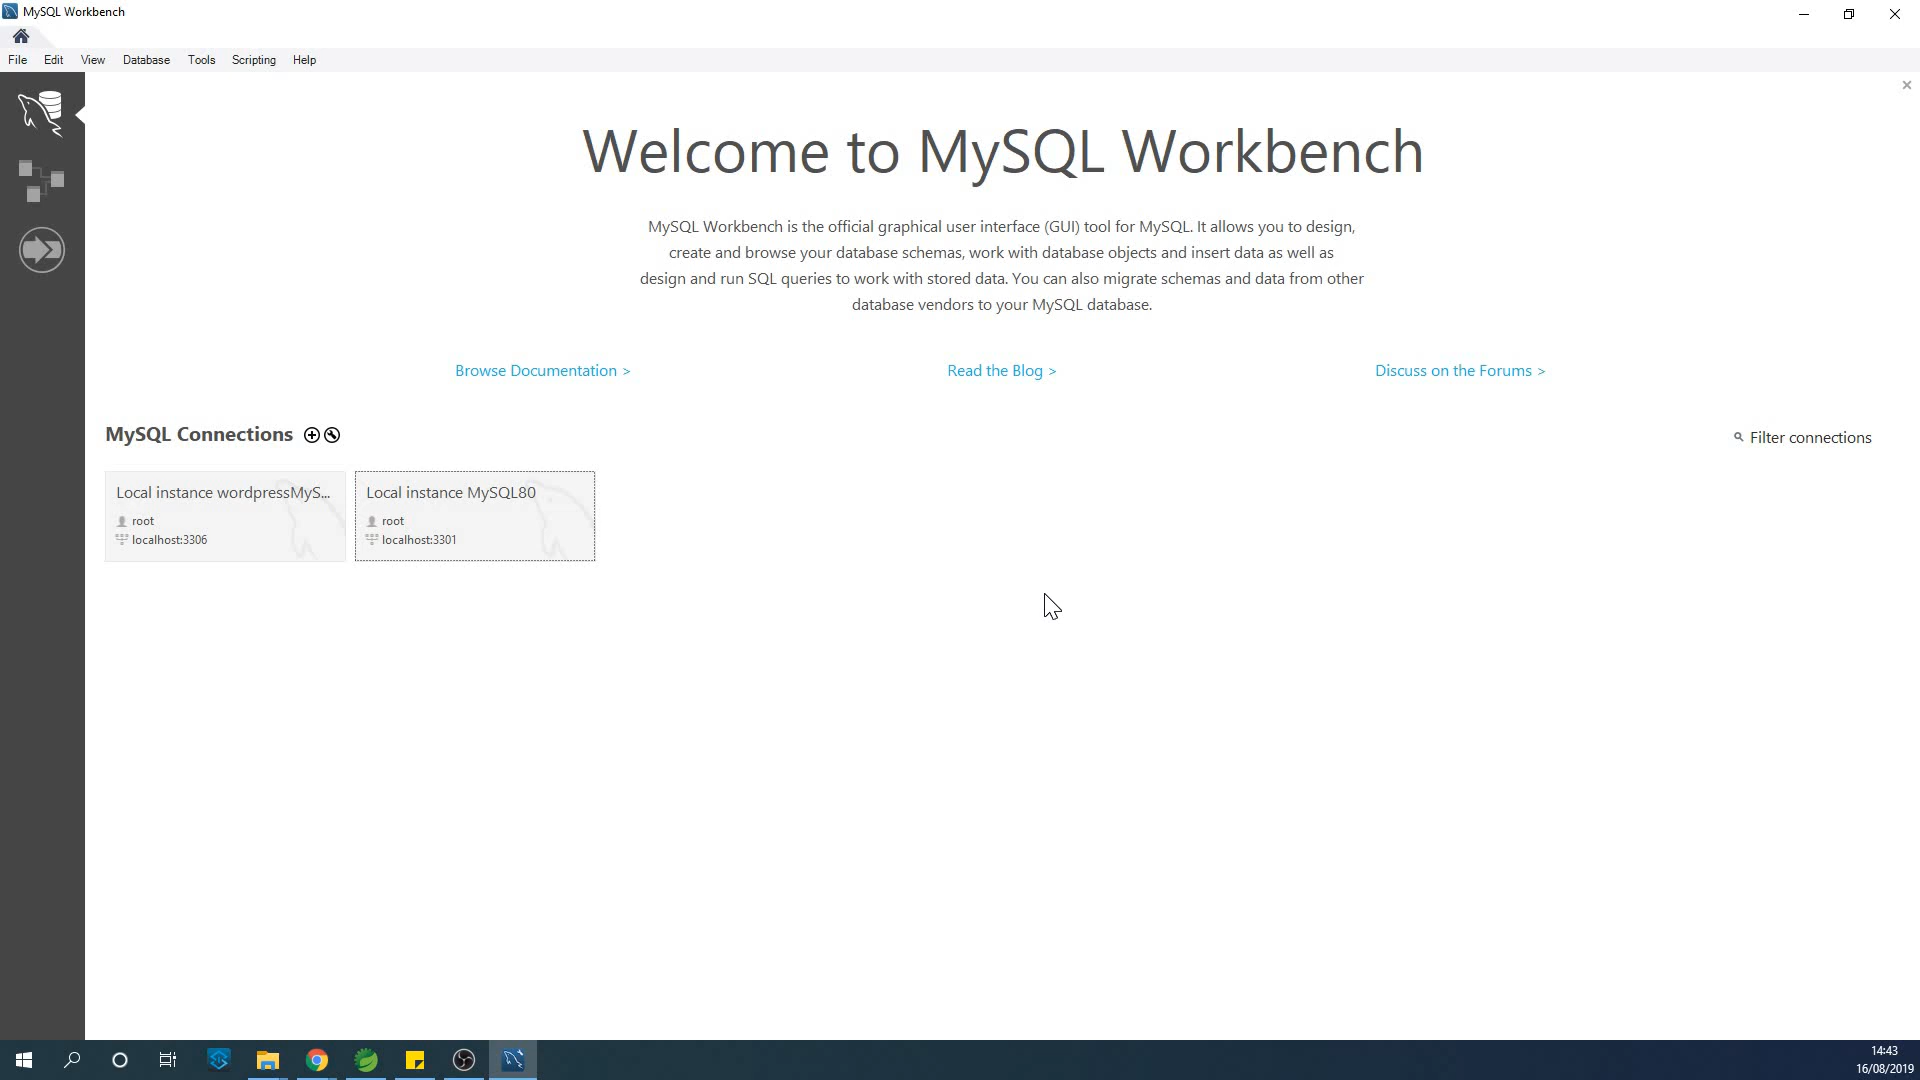 MySQL Workbench
File Edit View Database Tools Scripting Help
Welcome to MySQL Workbench
MySQL Workbench is the official graphical user interface (GUI) tool for MySQL. It allows you to design,
create and browse your database schemas, work with database objects and insert data as well as
design and run SQL queries to work with stored data. You can also migrate schemas and data from other
database vendors to your MySQL database.
Browse Documentation > Read the Blog > Discuss on the Forums >
MySQL Connections
Filter connections
Local instance wordpressMyS...
root
localhost:3306
Local instance MySQL80
root
localhost:3301
14:43
16/08/2019